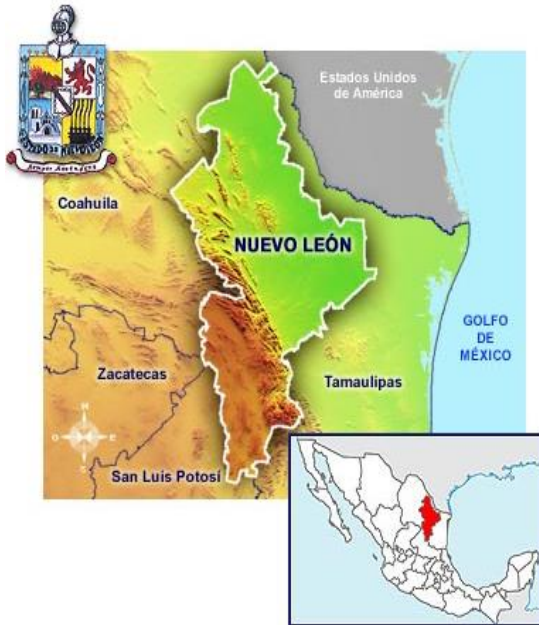 Estados Unidos
de América
Coahuila
NUEVO LEÓN
GOLFO
DE
MÉXICO
Zacatecas
Tamaulipas
N
O E
S
San Luis Potosí